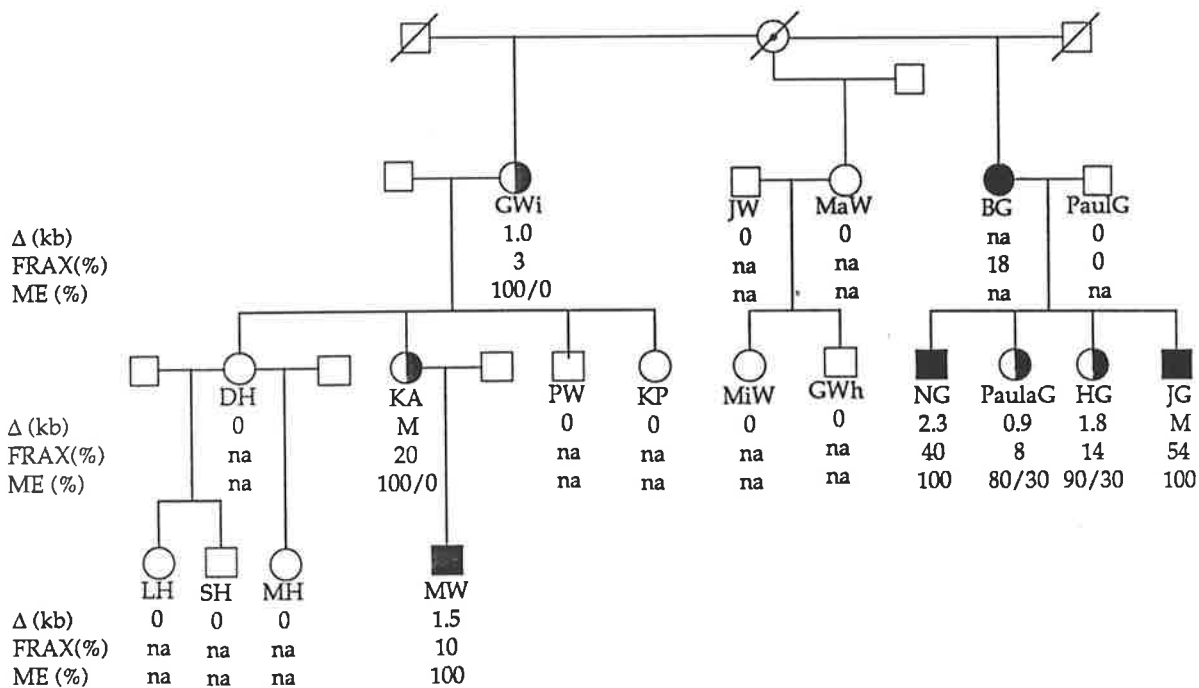 GWi JW MaW BG PaulG
Δ (kb) 1.0 0 0 na 0
FRAX(%) 3 na na 18 0
ME (%) 100/0 na na na na
DH KA PW KP MiW GWh NG PaulaG HG JG
Δ (kb) 0 M 0 0 0 0 2.3 0.9 1.8 M
FRAX(%) na 20 na na na na 40 8 14 54
ME (%) na 100/0 na na na na 100 80/30 90/30 100
LH SH MH MW
Δ (kb) 0 0 0 1.5
FRAX(%) na na na 10
ME (%) na na na 100